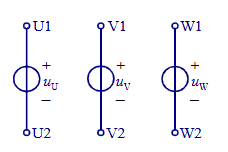 U1 V1 W1
+ + +
uU uV uW
− − −
U2 V2 W2